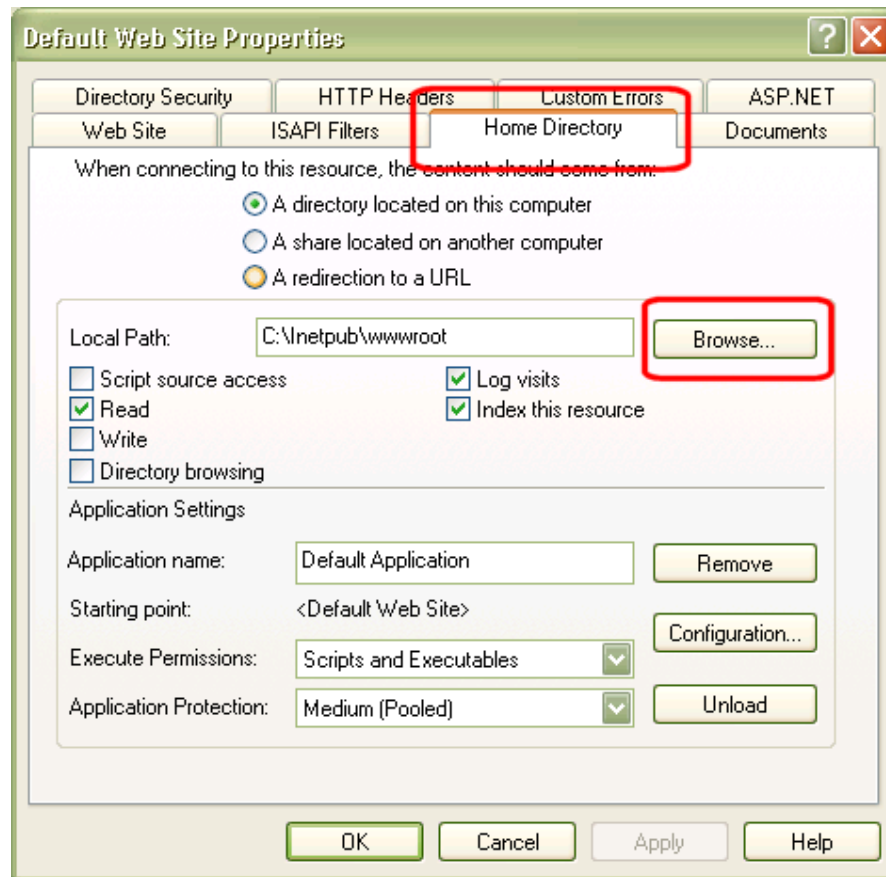 Default Web Site Properties
Directory Security HTTP Headers Custom Errors ASP.NET
Web Site ISAPI Filters Home Directory Documents
When connecting to this resource, the content should come from:
A directory located on this computer
A share located on another computer
A redirection to a URL
Local Path: C:\Inetpub\wwwroot Browse...
Script source access Log visits
Read Index this resource
Write
Directory browsing
Application Settings
Application name: Default Application Remove
Starting point: <Default Web Site>
Configuration...
Execute Permissions: Scripts and Executables
Application Protection: Medium (Pooled) Unload
OK Cancel Apply Help